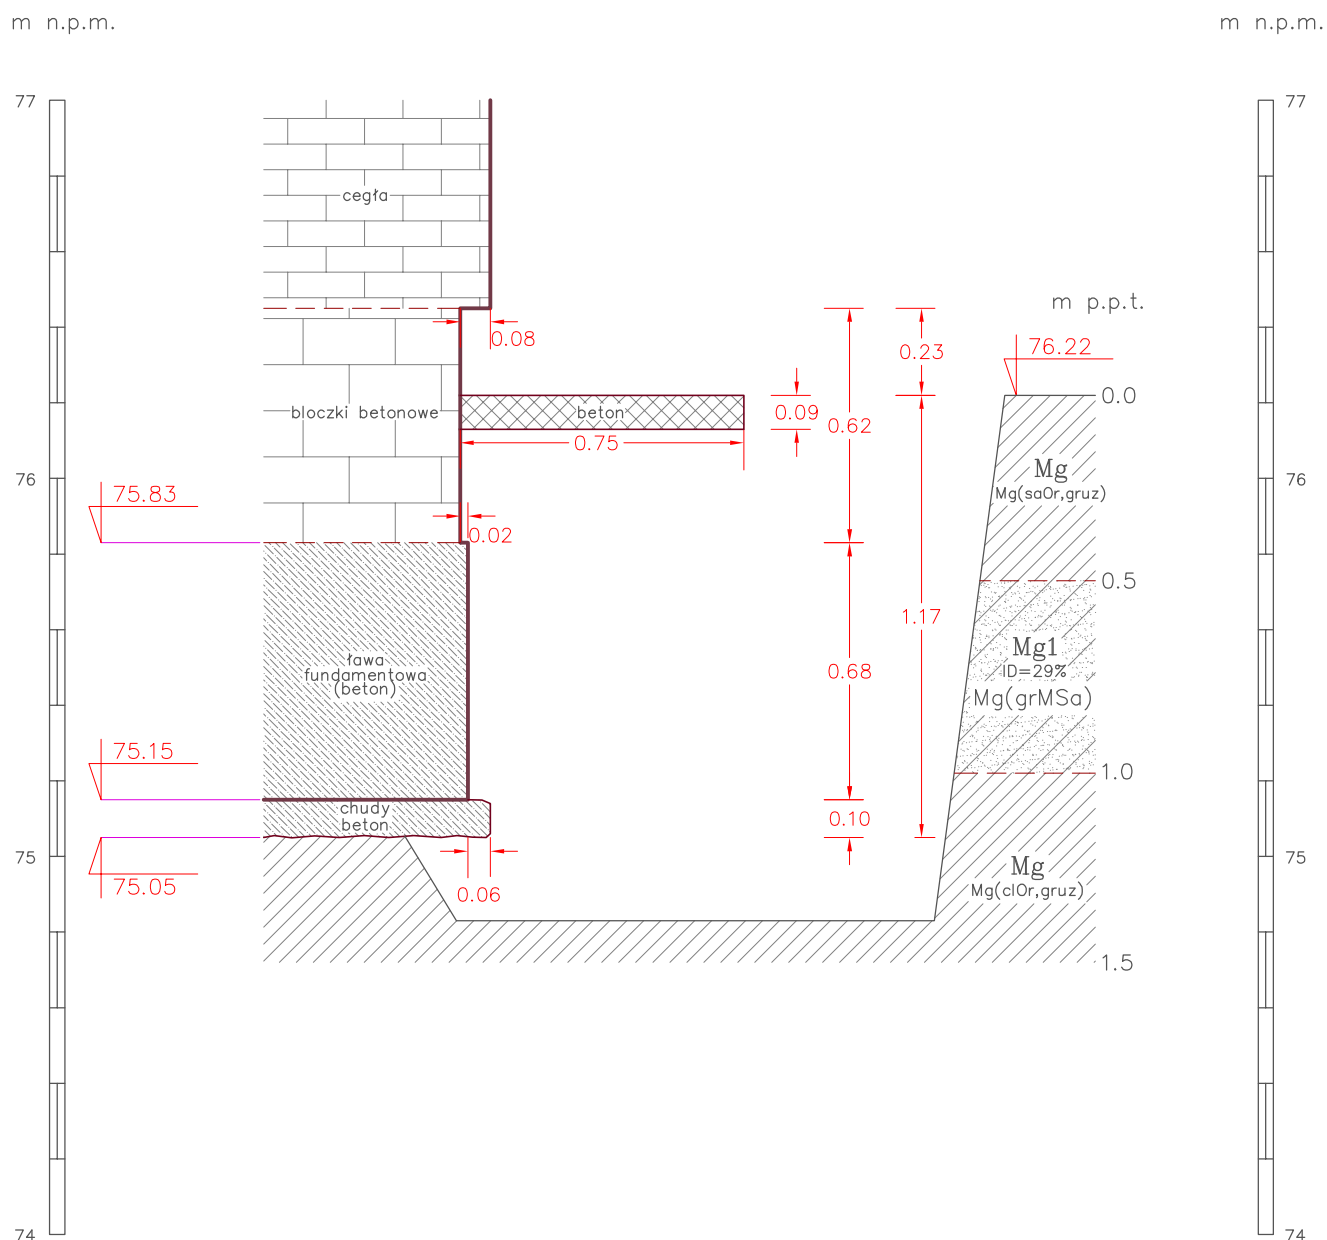 m n.p.m.
m n.p.m.
77
77
cegła
m p.p.t.
0.08
0.23
76.22
0.0
bloczki betonowe
beton
0.09
0.62
0.75
Mg
Mg(saOr,gruz)
76
76
75.83
0.02
0.5
1.17
Mg1
ID=29%
Mg(grMSa)
ława
fundamentowa
(beton)
0.68
75.15
1.0
chudy
beton
0.10
75
75
75.05
0.06
Mg
Mg(clOr,gruz)
1.5
74
74